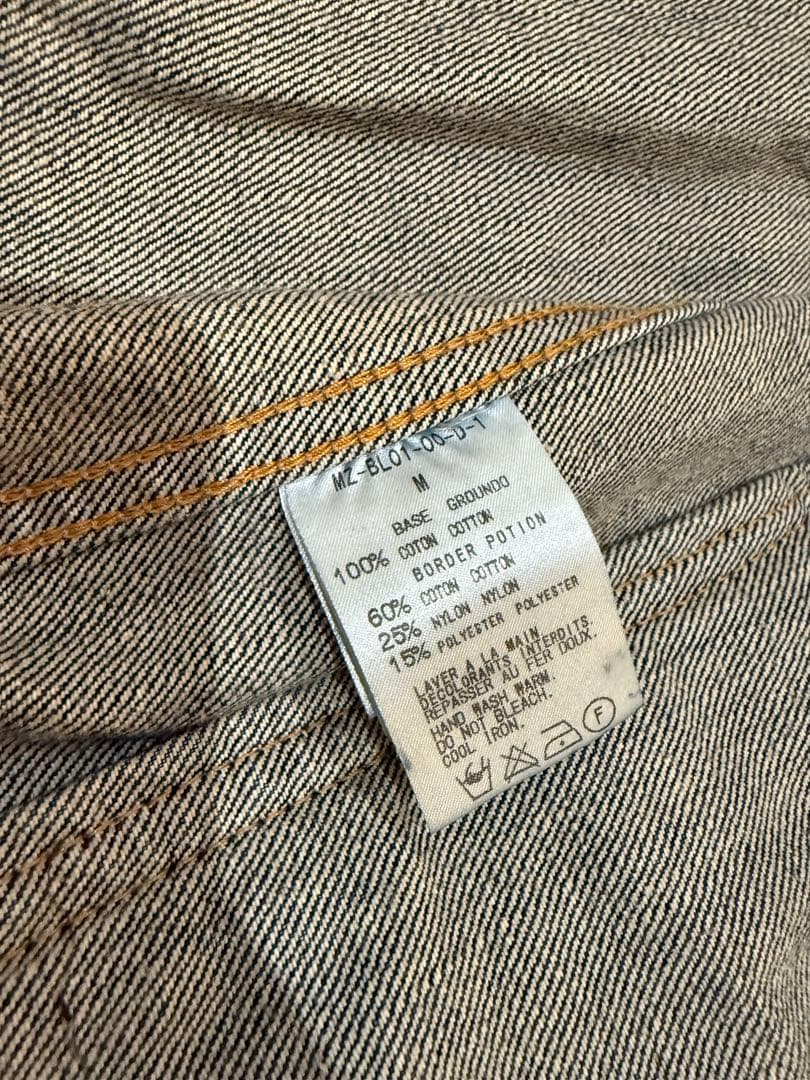 MZ-BL01-00-D-1
M
BASE GROUNDO
100% COTON COTTON
BORDER POTION
60% COTON COTTON
25% NYLON NYLON
15% POLYESTER POLYESTER
LAVER A LA MAIN
DECOLORANTS INTERDITS.
REPASSER AU FER DOUX.
HAND WASH WARM.
DO NOT BLEACH.
COOL IRON.
F